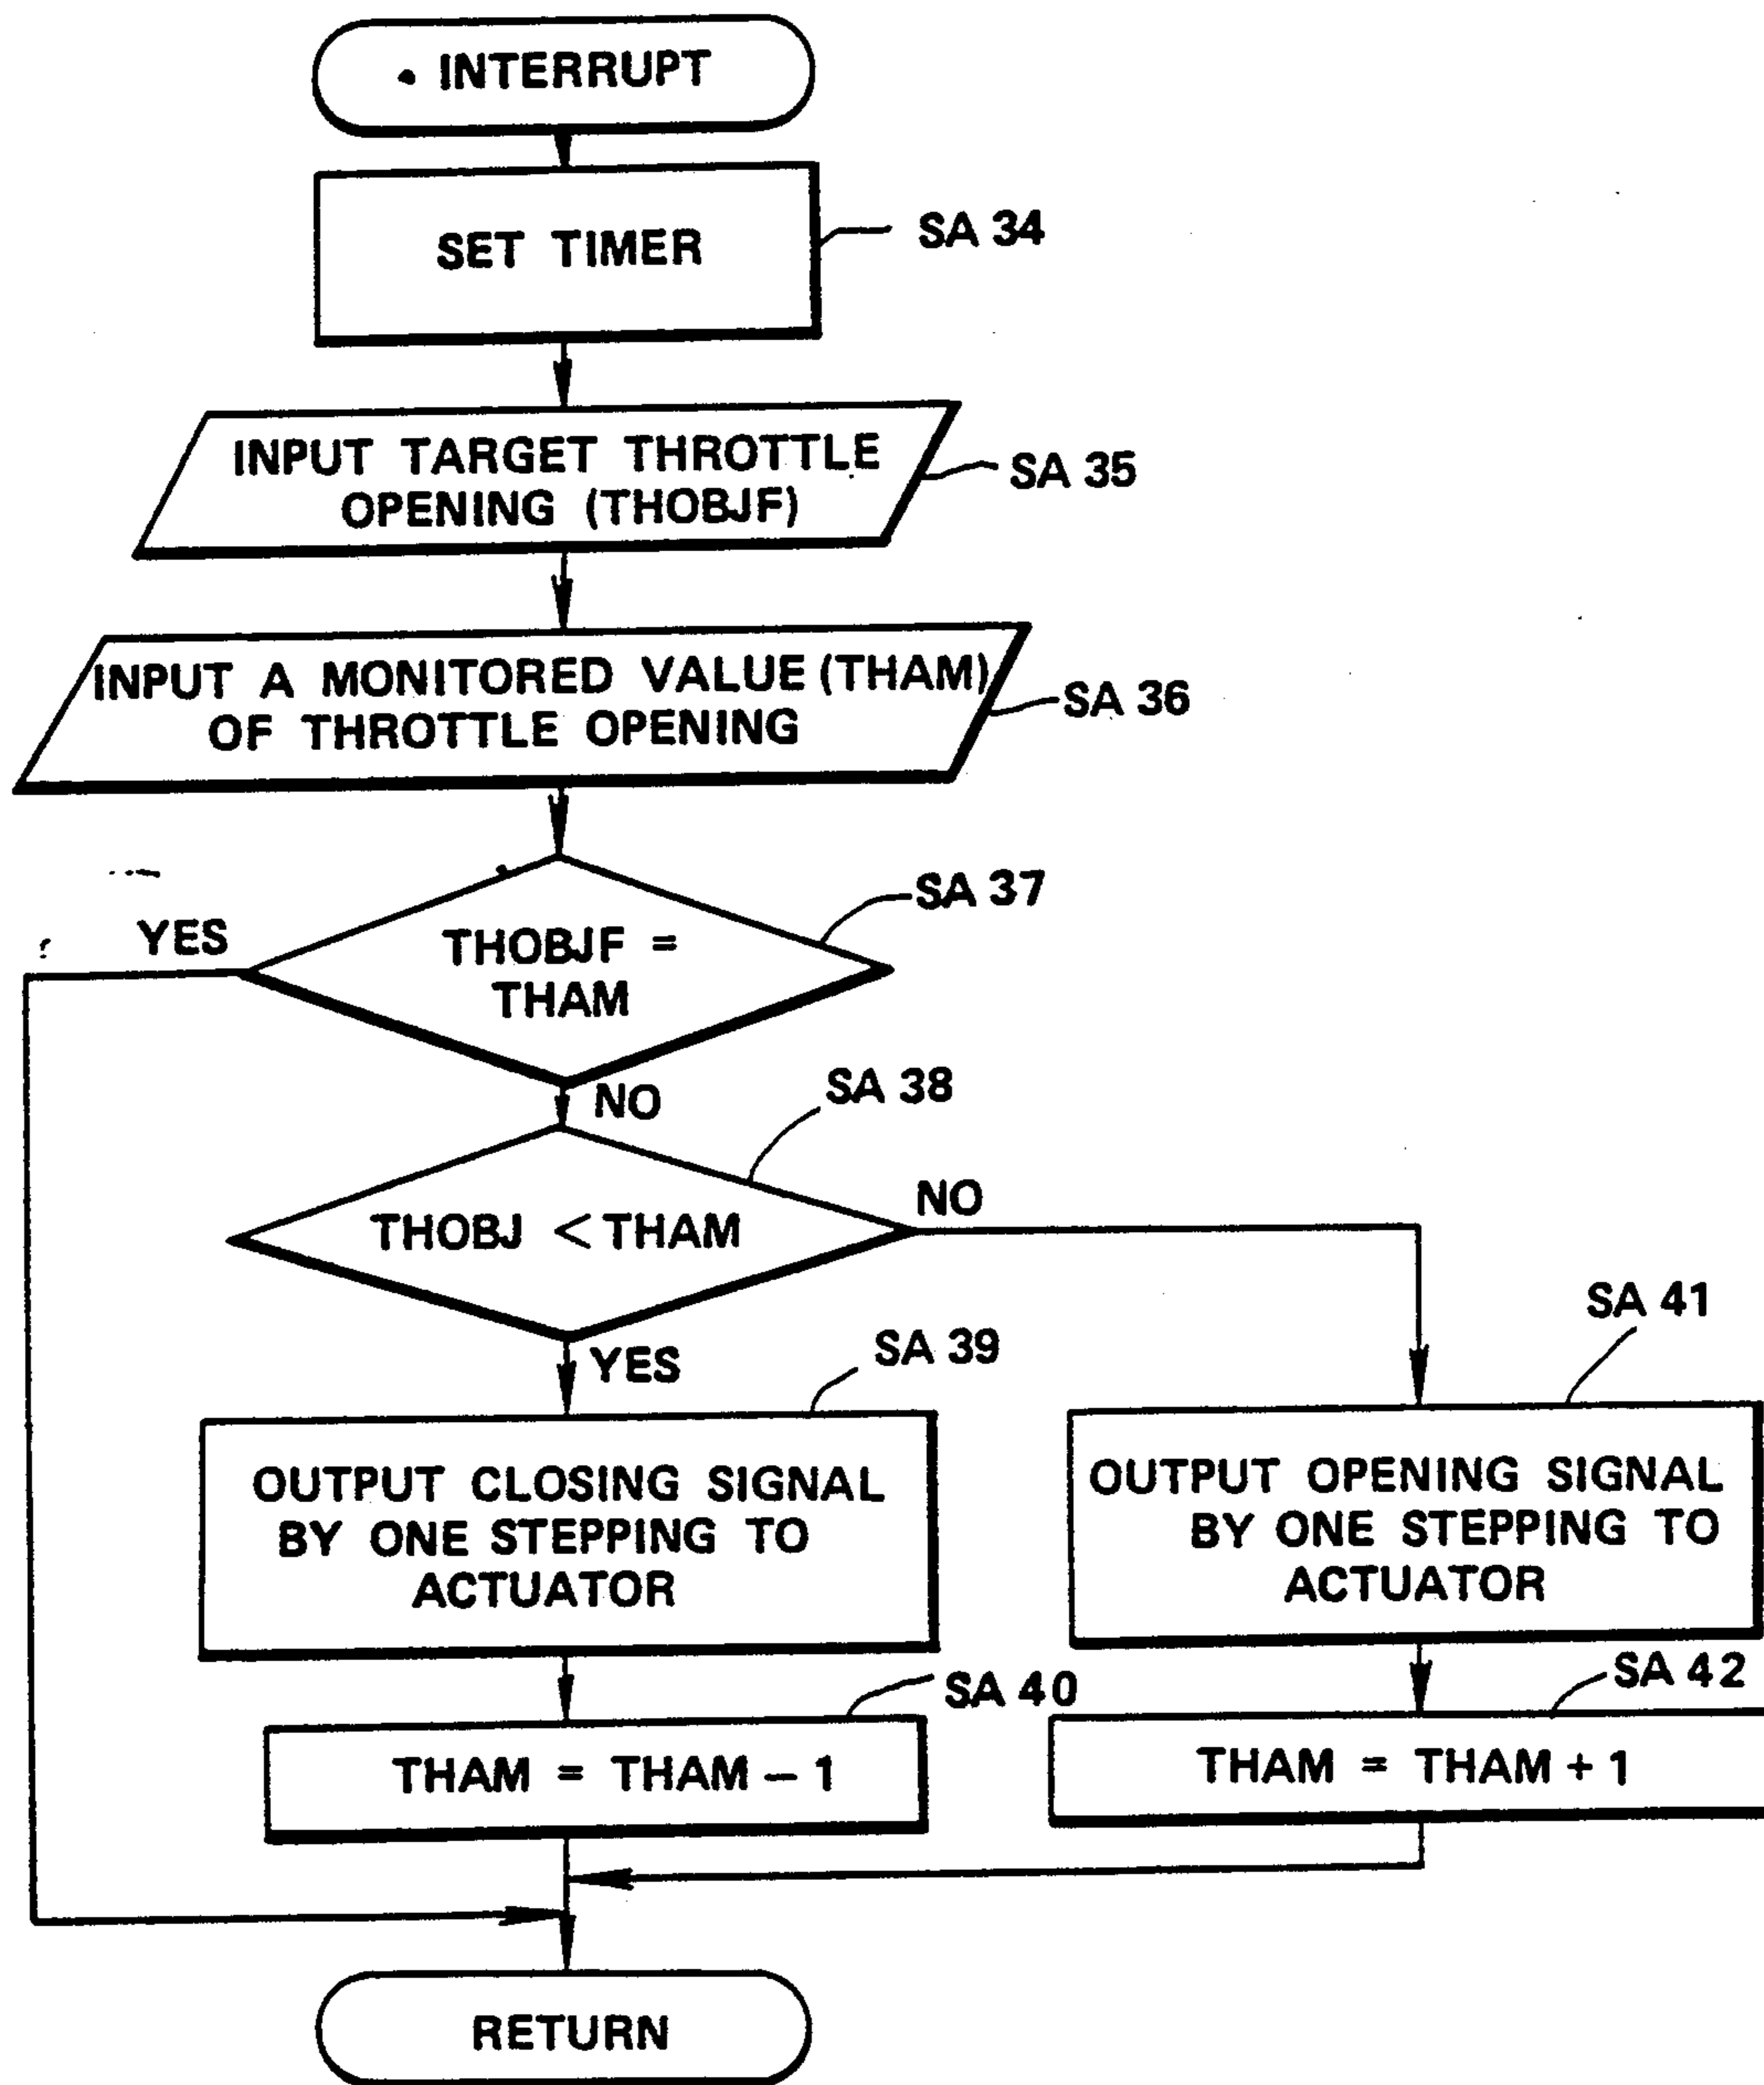 INTERRUPT
SET TIMER
SA 34
INPUT TARGET THROTTLE
OPENING (THOBJF)
SA 35
INPUT A MONITORED VALUE (THAM)
OF THROTTLE OPENING
SA 36
SA 37
YES
THOBJF =
THAM
NO
SA 38
THOBJ < THAM
NO
YES
SA 39
SA 41
OUTPUT CLOSING SIGNAL
BY ONE STEPPING TO
ACTUATOR
OUTPUT OPENING SIGNAL
BY ONE STEPPING TO
ACTUATOR
SA 40
SA 42
THAM = THAM – 1
THAM = THAM + 1
RETURN